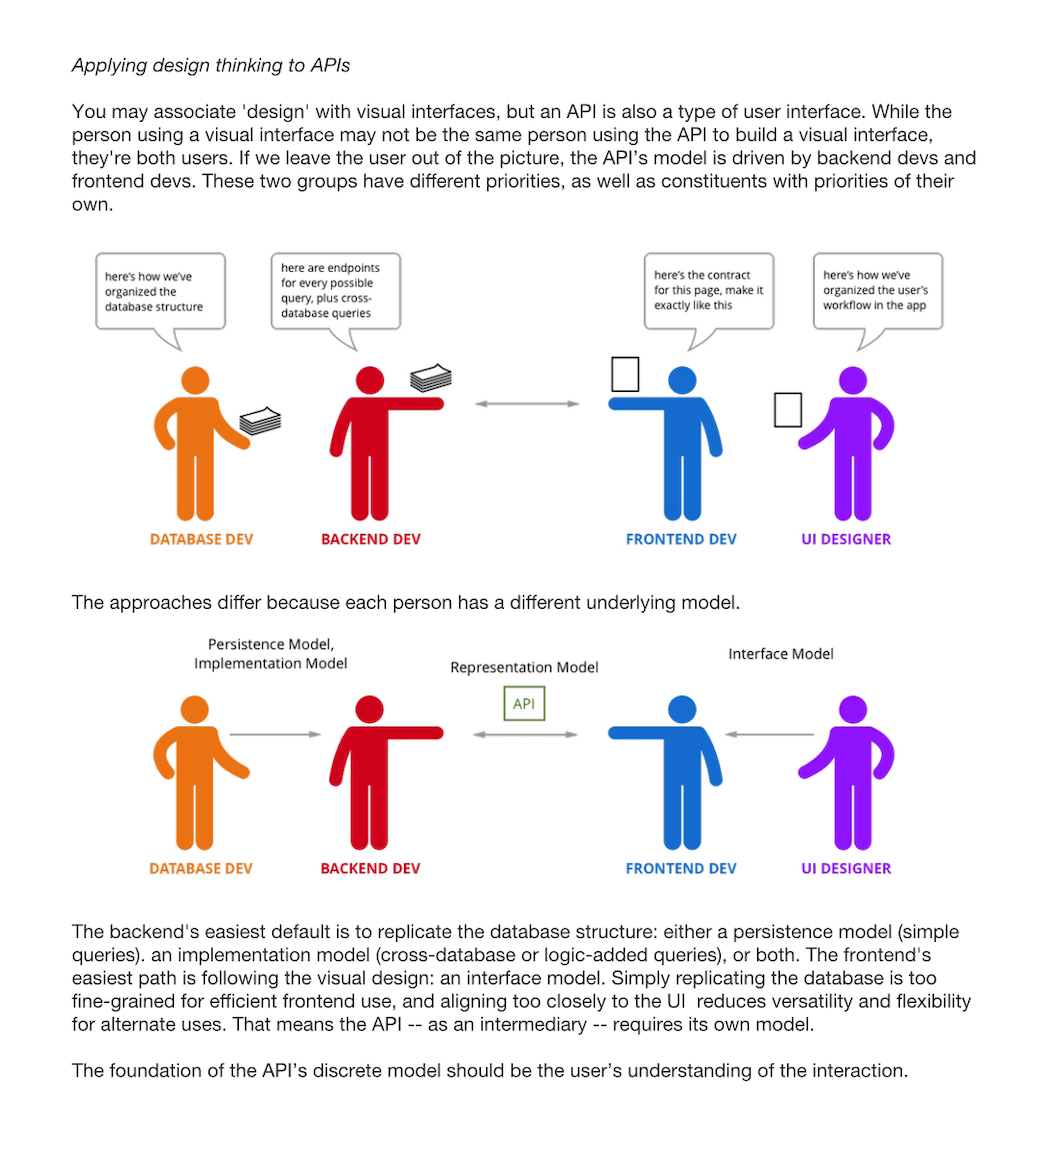 Applying design thinking to APIs
You may associate 'design' with visual interfaces, but an API is also a type of user interface. While the
person using a visual interface may not be the same person using the API to build a visual interface,
they're both users. If we leave the user out of the picture, the API’s model is driven by backend devs and
frontend devs. These two groups have different priorities, as well as constituents with priorities of their
own.
here’s how we’ve
organized the
database structure
here are endpoints
for every possible
query, plus cross-
database queries
here’s the contract
for this page, make it
exactly like this
here’s how we’ve
organized the user’s
workflow in the app
DATABASE DEV
BACKEND DEV
FRONTEND DEV
UI DESIGNER
The approaches differ because each person has a different underlying model.
Persistence Model,
Implementation Model
Representation Model
API
Interface Model
DATABASE DEV
BACKEND DEV
FRONTEND DEV
UI DESIGNER
The backend's easiest default is to replicate the database structure: either a persistence model (simple
queries). an implementation model (cross-database or logic-added queries), or both. The frontend's
easiest path is following the visual design: an interface model. Simply replicating the database is too
fine-grained for efficient frontend use, and aligning too closely to the UI  reduces versatility and flexibility
for alternate uses. That means the API -- as an intermediary -- requires its own model.
The foundation of the API’s discrete model should be the user’s understanding of the interaction.